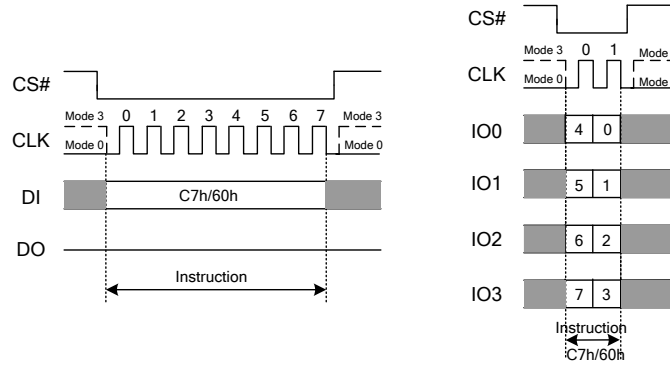 CS#
Mode 3 0 1 2 3 4 5 6 7 Mode 3
CLK
Mode 0 Mode 0
DI C7h/60h
DO
Instruction
CS#
Mode 3 0 1 Mode
CLK
Mode 0 Mode
IO0 4 0
IO1 5 1
IO2 6 2
IO3 7 3
Instruction
C7h/60h